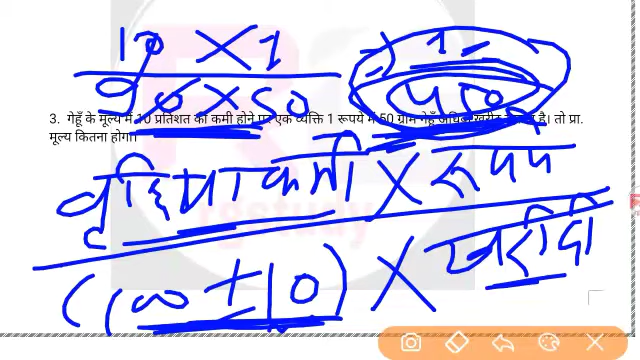 10 X 1
90 X 50
=) 1
450
3. गेहूँ के मूल्य में 10 प्रतिशत की कमी होने पर एक व्यक्ति 1 रूपये में 50 ग्राम गेहूँ अधिक खरीद है। तो प्रा.
मूल्य कितना होगा।
वृद्धि या कमी X रूपये
(100 ± 10) X खरीदी